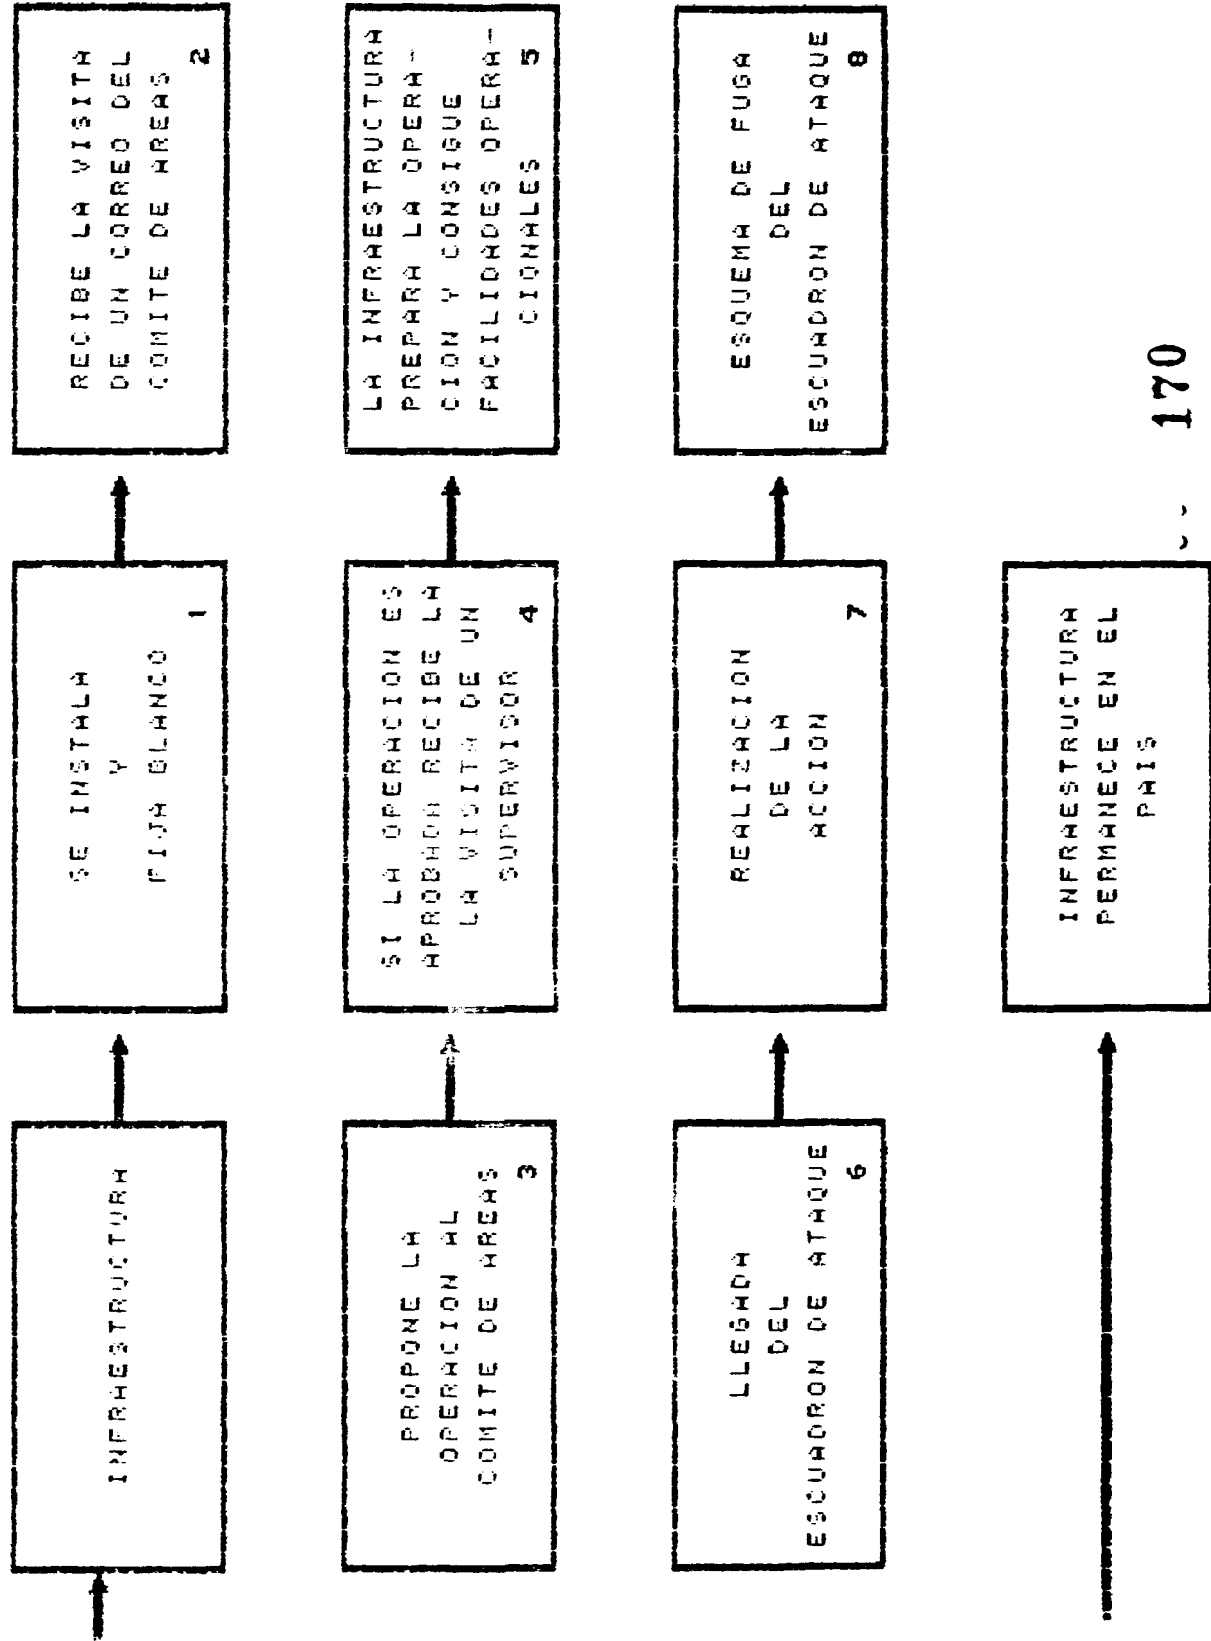 INFRAESTRUCTURA
SE INSTALA
Y
FIJA BLANCO
1
RECIBE LA VISITA
DE UN CORREO DEL
COMITE DE AREAS
2
PROPONE LA
OPERACION AL
COMITE DE AREAS
3
SI LA OPERACION ES
APROBADA RECIBE LA
LA VISITA DE UN
SUPERVISOR
4
LA INFRAESTRUCTURA
PREPARA LA OPERA-
CION Y CONSIGUE
FACILIDADES OPERA-
CIONALES
5
LLEGADA
DEL
ESCUADRON DE ATAQUE
6
REALIZACION
DE LA
ACCION
7
ESQUEMA DE FUGA
DEL
ESCUADRON DE ATAQUE
8
INFRAESTRUCTURA
PERMANECE EN EL
PAIS
170